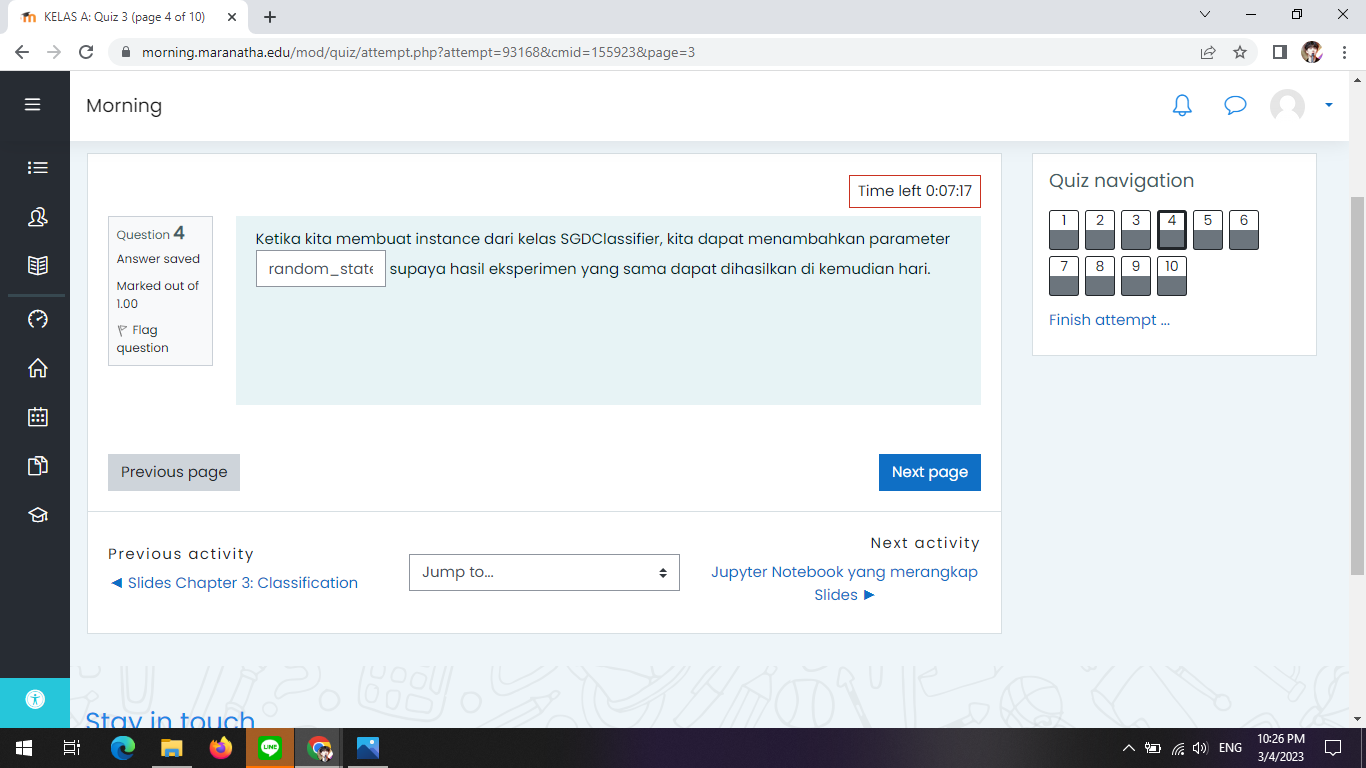 KELAS A: Quiz 3 (page 4 of 10)
morning.maranatha.edu/mod/quiz/attempt.php?attempt=93168&cmid=155923&page=3
Morning
Time left 0:07:17
Question 4
Answer saved
Marked out of
1.00
Flag
question
Ketika kita membuat instance dari kelas SGDClassifier, kita dapat menambahkan parameter
random_state supaya hasil eksperimen yang sama dapat dihasilkan di kemudian hari.
Previous page
Next page
Quiz navigation
1 2 3 4 5 6
7 8 9 10
Finish attempt ...
Previous activity
◄ Slides Chapter 3: Classification
Jump to...
Next activity
Jupyter Notebook yang merangkap
Slides ►
Stay in touch
LINE
ENG
10:26 PM
3/4/2023